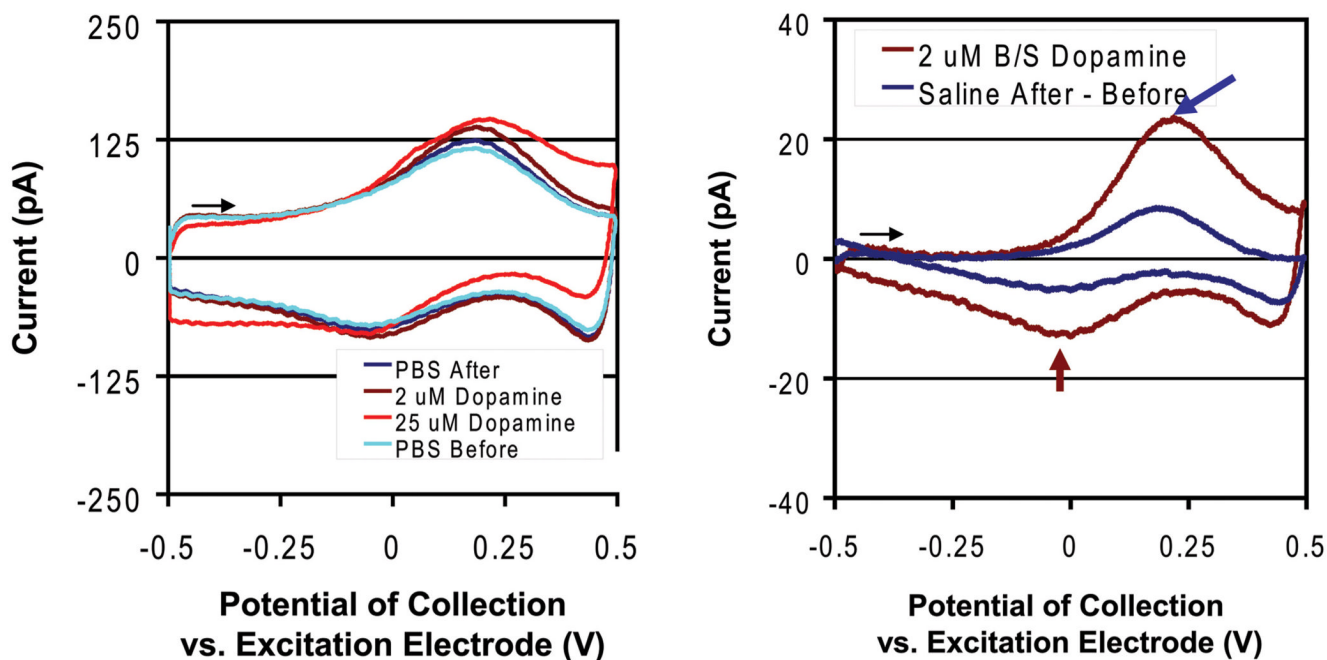 250
125
0
-125
-250
Current (pA)
PBS After
2 uM Dopamine
25 uM Dopamine
PBS Before
-0.5
-0.25
0
0.25
0.5
Potential of Collection
vs. Excitation Electrode (V)
40
20
0
-20
-40
Current (pA)
2 uM B/S Dopamine
Saline After - Before
-0.5
-0.25
0
0.25
0.5
Potential of Collection
vs. Excitation Electrode (V)